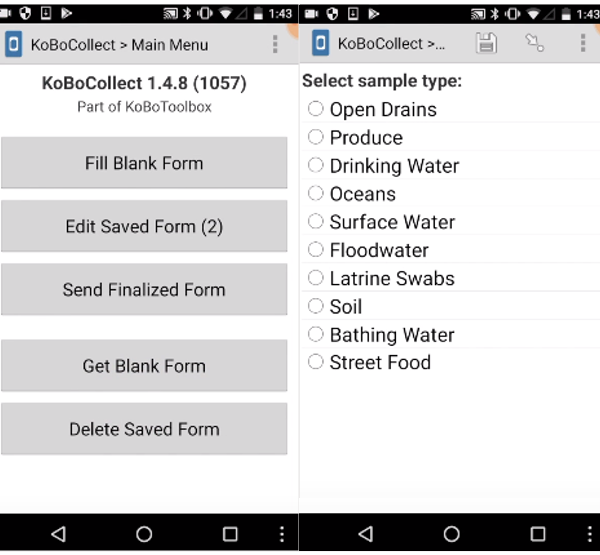 1:43
KoBoCollect > Main Menu
KoBoCollect 1.4.8 (1057)
Part of KoBoToolbox
Fill Blank Form
Edit Saved Form (2)
Send Finalized Form
Get Blank Form
Delete Saved Form
1:43
KoBoCollect >...
Select sample type:
Open Drains
Produce
Drinking Water
Oceans
Surface Water
Floodwater
Latrine Swabs
Soil
Bathing Water
Street Food